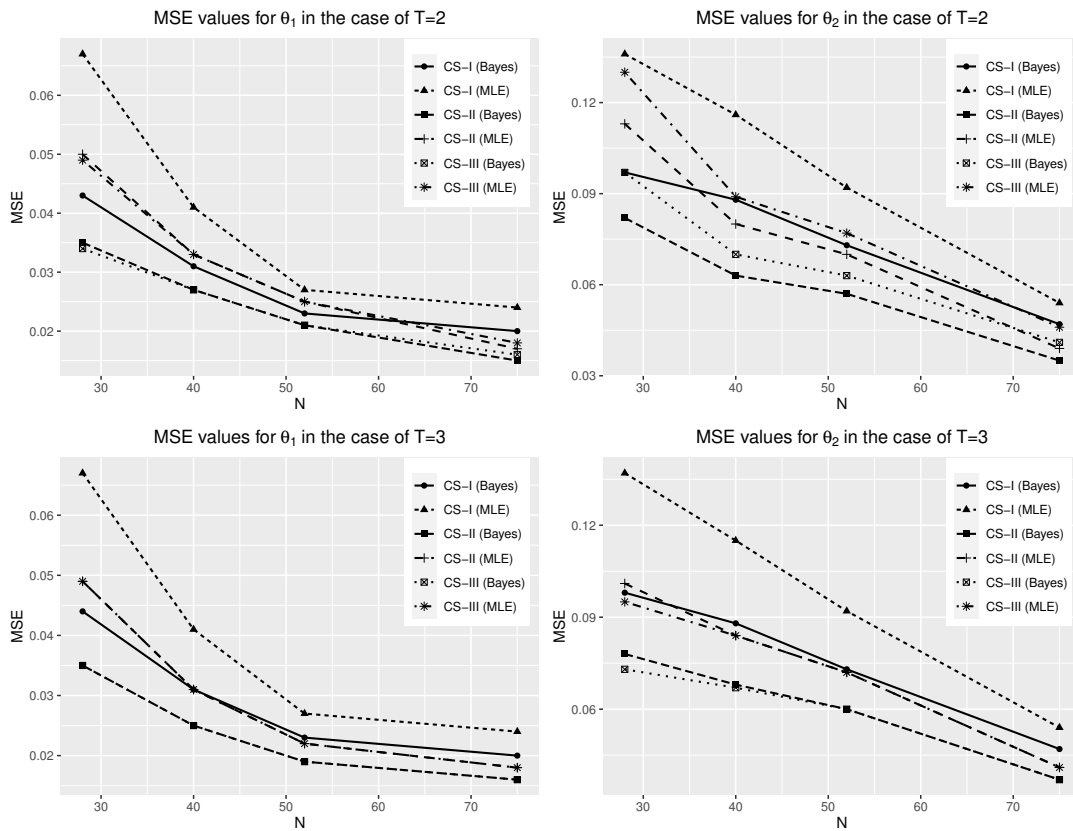 MSE values for θ1 in the case of T=2
MSE
0.06
0.05
0.04
0.03
0.02
30 40 50 60 70
N
CS−I (Bayes)
CS−I (MLE)
CS−II (Bayes)
CS−II (MLE)
CS−III (Bayes)
CS−III (MLE)
MSE values for θ2 in the case of T=2
MSE
0.12
0.09
0.06
0.03
30 40 50 60 70
N
CS−I (Bayes)
CS−I (MLE)
CS−II (Bayes)
CS−II (MLE)
CS−III (Bayes)
CS−III (MLE)
MSE values for θ1 in the case of T=3
MSE
0.06
0.05
0.04
0.03
0.02
30 40 50 60 70
N
CS−I (Bayes)
CS−I (MLE)
CS−II (Bayes)
CS−II (MLE)
CS−III (Bayes)
CS−III (MLE)
MSE values for θ2 in the case of T=3
MSE
0.12
0.09
0.06
30 40 50 60 70
N
CS−I (Bayes)
CS−I (MLE)
CS−II (Bayes)
CS−II (MLE)
CS−III (Bayes)
CS−III (MLE)